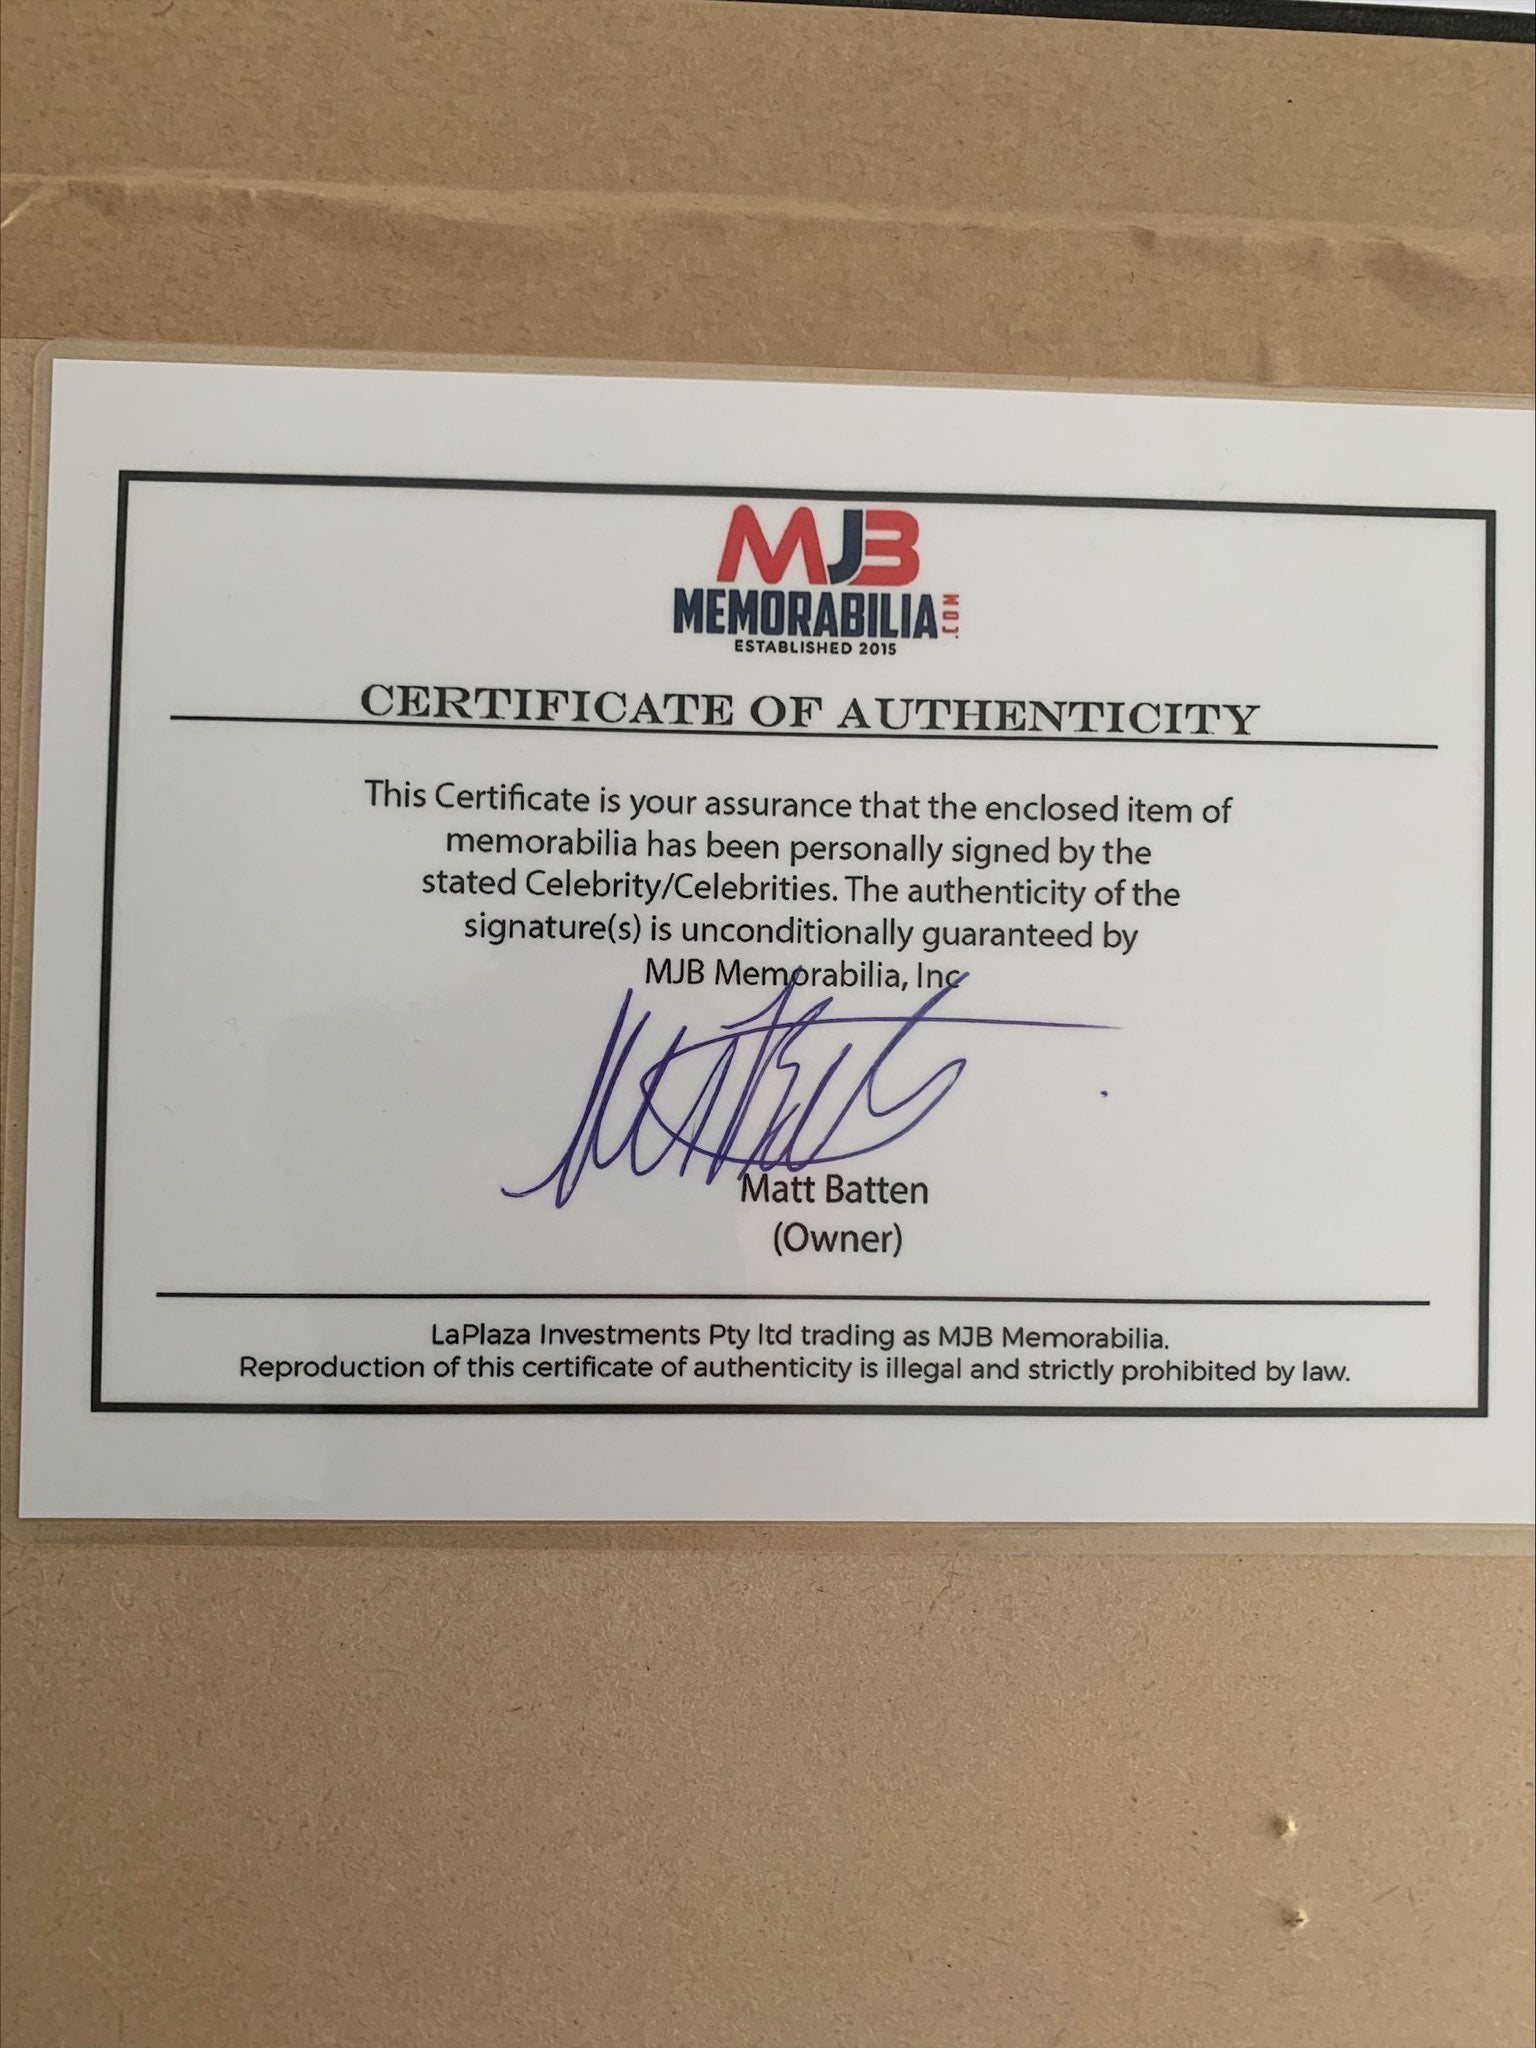 MJB
MEMORABILIA.COM
ESTABLISHED 2015
CERTIFICATE OF AUTHENTICITY
This Certificate is your assurance that the enclosed item of
memorabilia has been personally signed by the
stated Celebrity/Celebrities. The authenticity of the
signature(s) is unconditionally guaranteed by
MJB Memorabilia, Inc
Matt Batten
(Owner)
LaPlaza Investments Pty ltd trading as MJB Memorabilia.
Reproduction of this certificate of authenticity is illegal and strictly prohibited by law.